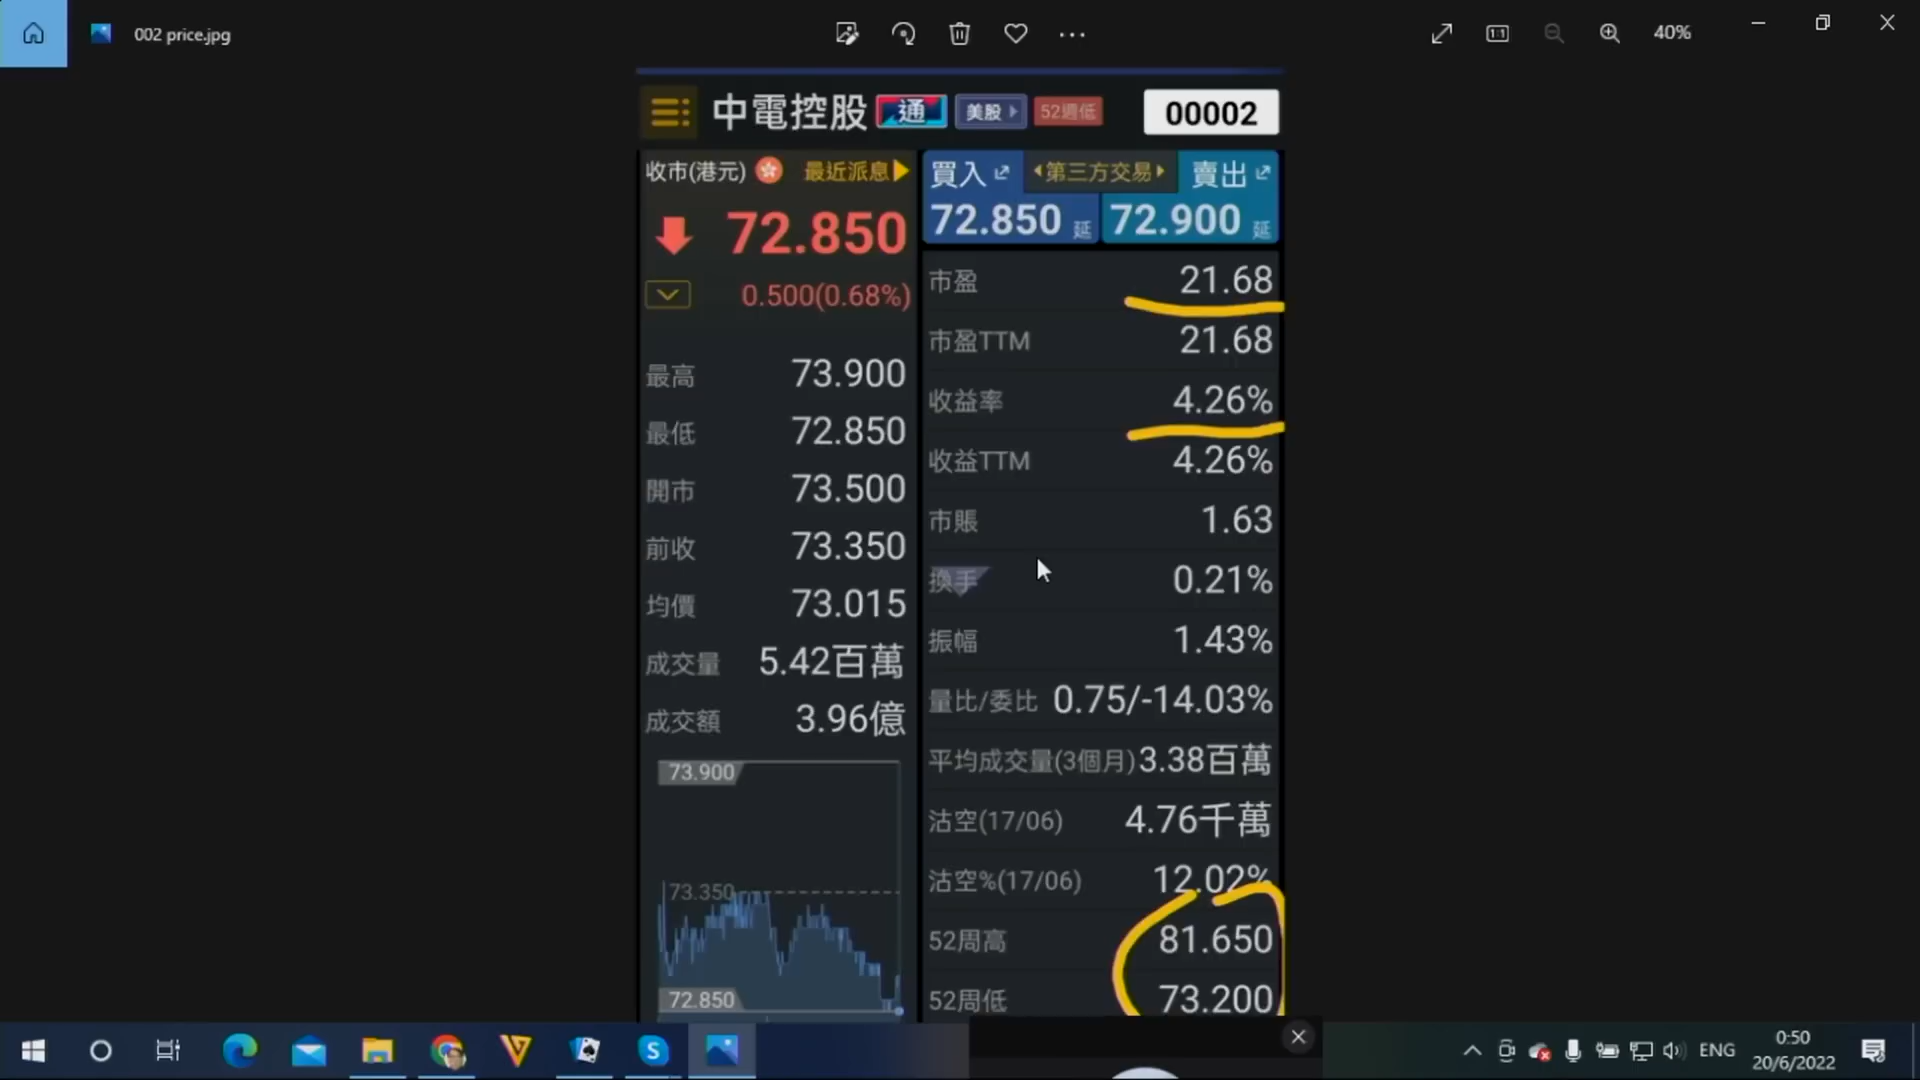 002 price.jpg
40%
中電控股 通 美股 52週低 00002
收市(港元) 最近派息
72.850
0.500(0.68%)
最高 73.900
最低 72.850
開市 73.500
前收 73.350
均價 73.015
成交量 5.42百萬
成交額 3.96億
73.900
73.350
72.850
買入 第三方交易 賣出
72.850 延 72.900 延
市盈 21.68
市盈TTM 21.68
收益率 4.26%
收益TTM 4.26%
市賬 1.63
換手 0.21%
振幅 1.43%
量比/委比 0.75/-14.03%
平均成交量(3個月) 3.38百萬
沽空(17/06) 4.76千萬
沽空%(17/06) 12.02%
52周高 81.650
52周低 73.200
ENG
0:50
20/6/2022